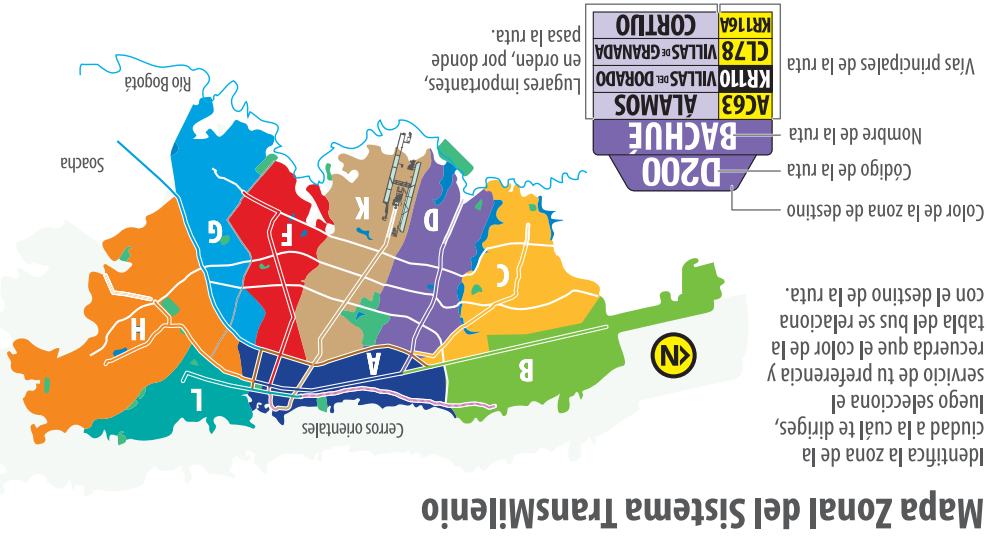 Mapa Zonal del Sistema TransMilenio
Identifica la zona de la
ciudad a la cuál te diriges,
luego selecciona el
servicio de tu preferencia y
recuerda que el color de la
tabla del bus se relaciona
con el destino de la ruta.
Color de la zona de destino
Código de la ruta
Nombre de la ruta
Vías principales de la ruta
D200
BACHUÉ
AC63 ÁLAMOS
KR110 VILLAS DEL DORADO
CL78 VILLAS DE GRANADA
KR116A CORTIJO
Lugares importantes,
en orden, por donde
pasa la ruta.
Cerros orientales
N
B
A
L
H
C
D
K
F
G
Soacha
Río Bogotá